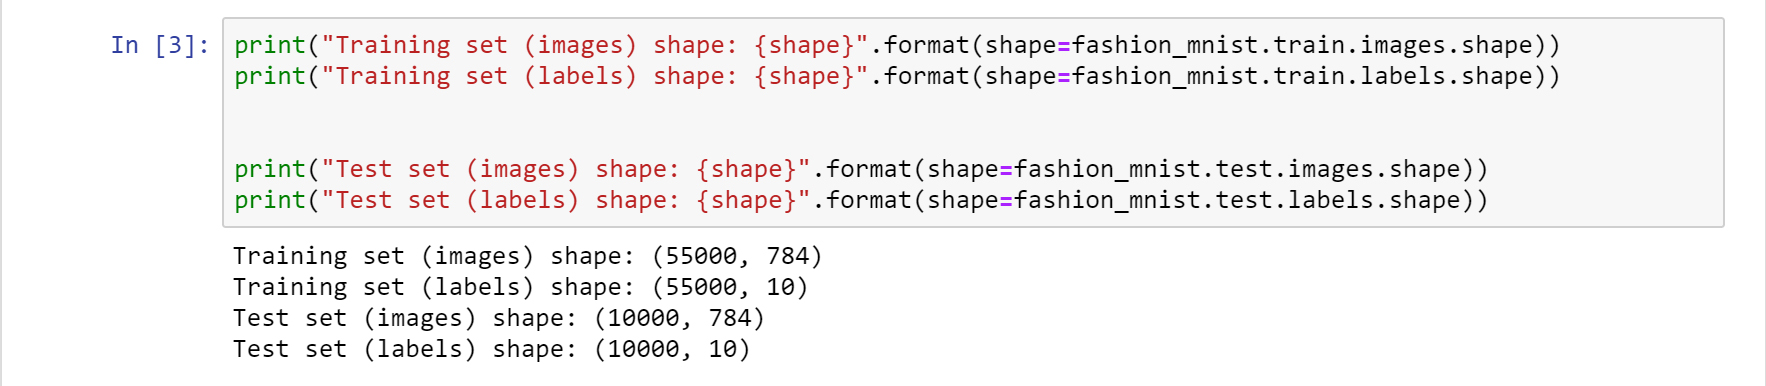 In [3]:
print("Training set (images) shape: {shape}".format(shape=fashion_mnist.train.images.shape))
print("Training set (labels) shape: {shape}".format(shape=fashion_mnist.train.labels.shape))
print("Test set (images) shape: {shape}".format(shape=fashion_mnist.test.images.shape))
print("Test set (labels) shape: {shape}".format(shape=fashion_mnist.test.labels.shape))
Training set (images) shape: (55000, 784)
Training set (labels) shape: (55000, 10)
Test set (images) shape: (10000, 784)
Test set (labels) shape: (10000, 10)